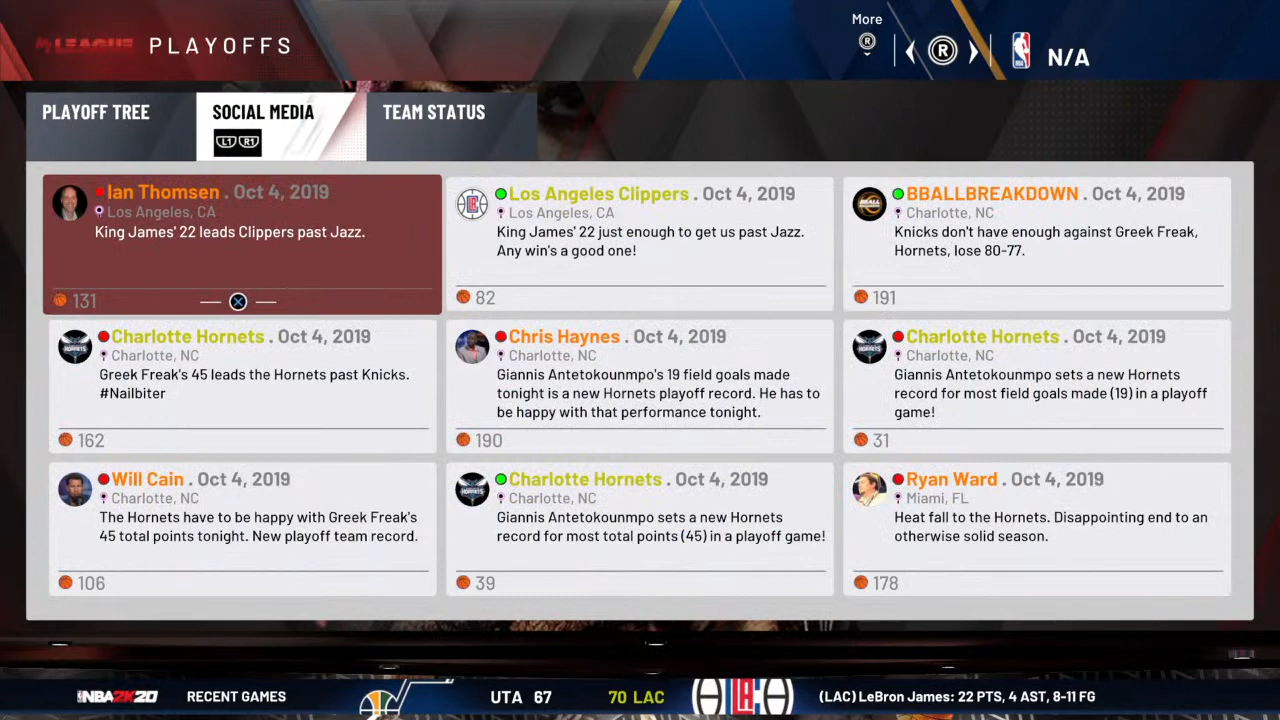 MyLEAGUE PLAYOFFS
More
R
R
N/A
PLAYOFF TREE
SOCIAL MEDIA
L1 R1
TEAM STATUS
Ian Thomsen . Oct 4, 2019
Los Angeles, CA
King James' 22 leads Clippers past Jazz.
131
Los Angeles Clippers . Oct 4, 2019
Los Angeles, CA
King James' 22 just enough to get us past Jazz.
Any win's a good one!
82
BBALLBREAKDOWN . Oct 4, 2019
Charlotte, NC
Knicks don't have enough against Greek Freak,
Hornets, lose 80-77.
191
Charlotte Hornets . Oct 4, 2019
Charlotte, NC
Greek Freak's 45 leads the Hornets past Knicks.
#Nailbiter
162
Chris Haynes . Oct 4, 2019
Charlotte, NC
Giannis Antetokounmpo's 19 field goals made
tonight is a new Hornets playoff record. He has to
be happy with that performance tonight.
190
Charlotte Hornets . Oct 4, 2019
Charlotte, NC
Giannis Antetokounmpo sets a new Hornets
record for most field goals made (19) in a playoff
game!
31
Will Cain . Oct 4, 2019
Charlotte, NC
The Hornets have to be happy with Greek Freak's
45 total points tonight. New playoff team record.
106
Charlotte Hornets . Oct 4, 2019
Charlotte, NC
Giannis Antetokounmpo sets a new Hornets
record for most total points (45) in a playoff game!
39
Ryan Ward . Oct 4, 2019
Miami, FL
Heat fall to the Hornets. Disappointing end to an
otherwise solid season.
178
NBA2K20 RECENT GAMES UTA 67 70 LAC LAC (LAC) LeBron James: 22 PTS, 4 AST, 8-11 FG